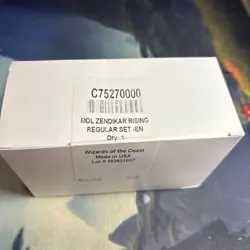 C75270000
MOL ZENDIKAR RISING
REGULAR SET -EN
Qty: 1
Wizards of the Coast
Made in USA